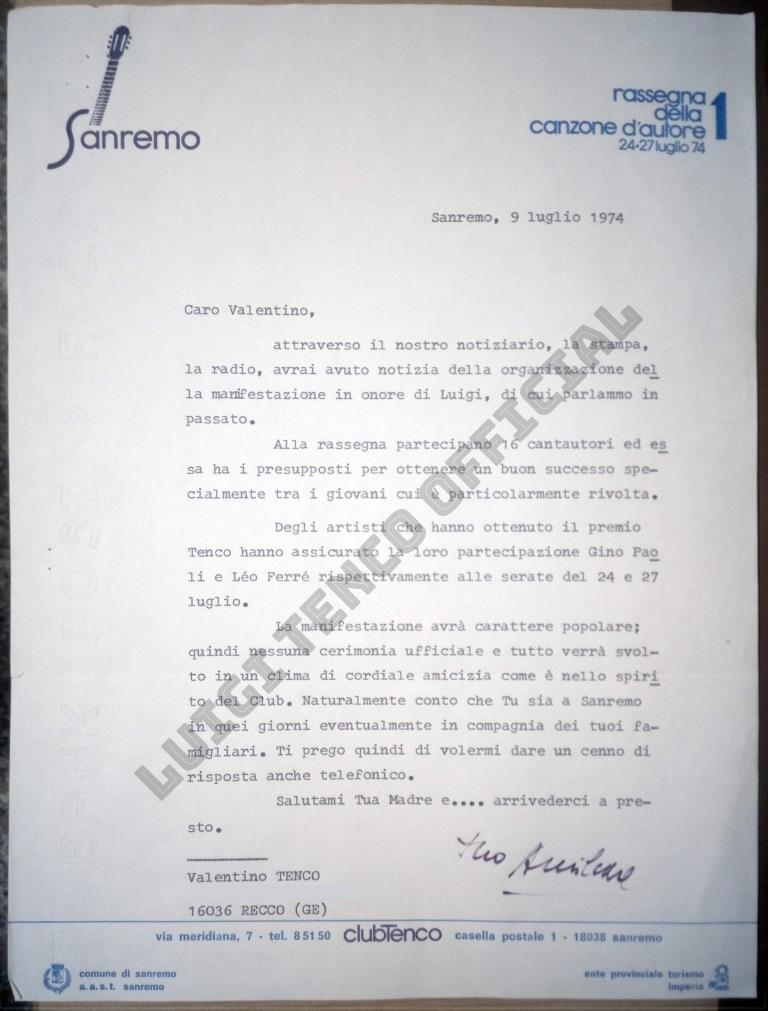 Sanremo
rassegna
della
canzone d'autore 1
24-27 luglio 74
Sanremo, 9 luglio 1974
Caro Valentino,
attraverso il nostro notiziario, la stampa,
la radio, avrai avuto notizia della organizzazione del
la manifestazione in onore di Luigi, di cui parlammo in
passato.
Alla rassegna partecipano 16 cantautori ed es
sa ha i presupposti per ottenere un buon successo spe-
cialmente tra i giovani cui è particolarmente rivolta.
Degli artisti che hanno ottenuto il premio
Tenco hanno assicurato la loro partecipazione Gino Pao
li e Léo Ferré rispettivamente alle serate del 24 e 27
luglio.
La manifestazione avrà carattere popolare;
quindi nessuna cerimonia ufficiale e tutto verrà svol-
to in un clima di cordiale amicizia come è nello spiri
to del Club. Naturalmente conto che Tu sia a Sanremo
in quei giorni eventualmente in compagnia dei tuoi fa-
migliari. Ti prego quindi di volermi dare un cenno di
risposta anche telefonico.
Salutami Tua Madre e.... arrivederci a pre-
sto.
Valentino TENCO
16036 RECCO (GE)
via meridiana, 7 - tel. 85150 clubTenco casella postale 1 - 18038 sanremo
comune di sanremo
a.a.s.t. sanremo
ente provinciale turismo
imperia
LUIGI TENCO OFFICIAL